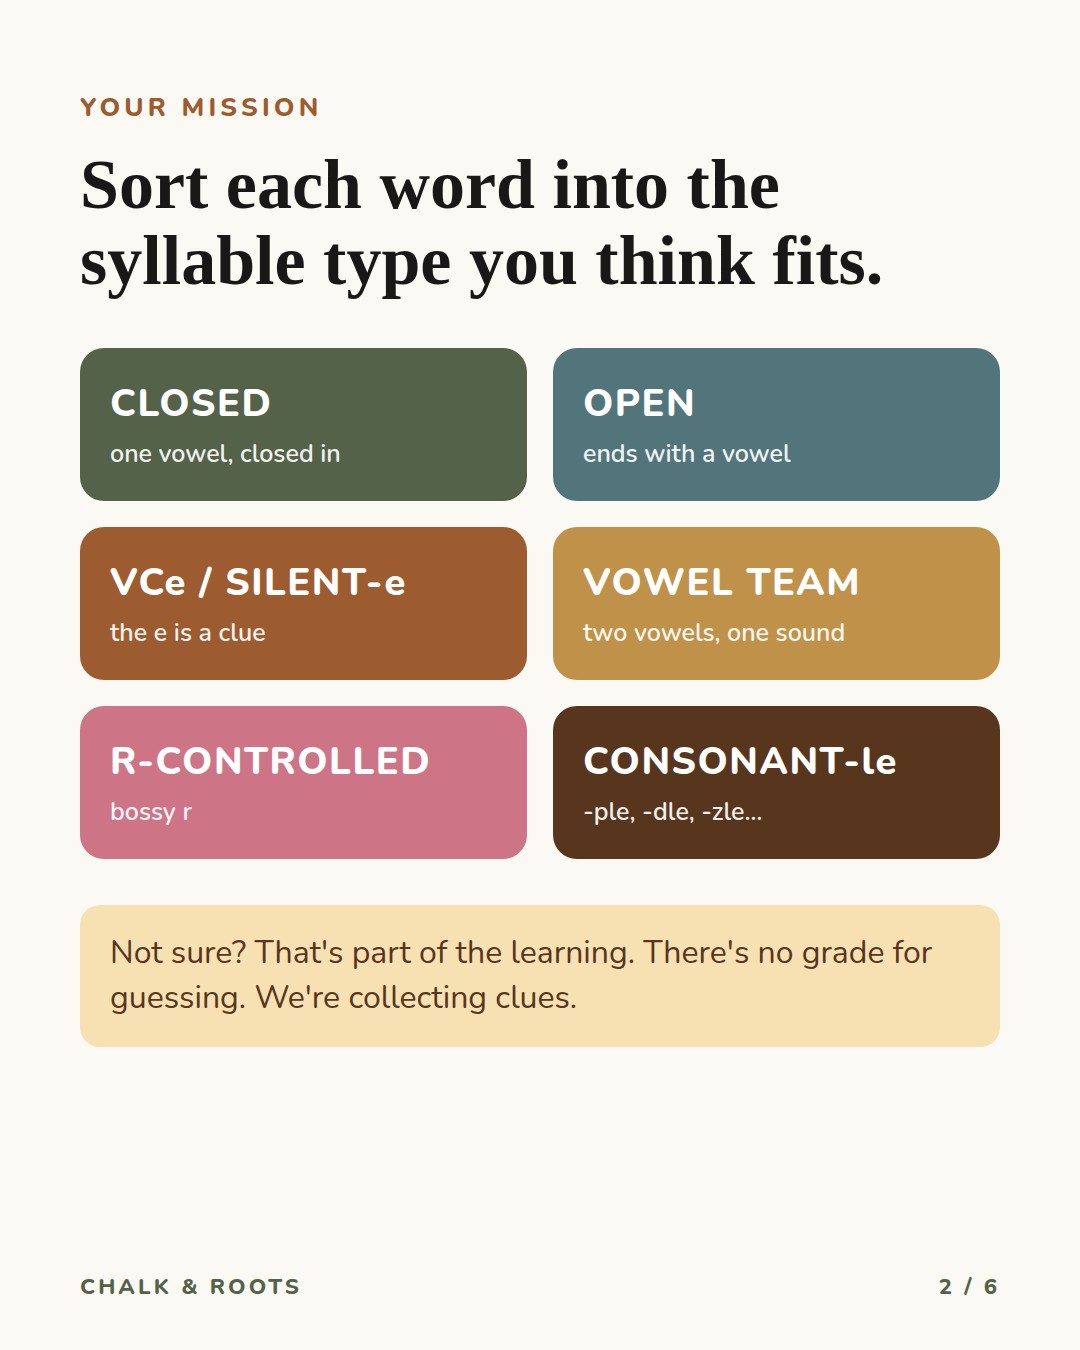 YOUR MISSION
Sort each word into the
syllable type you think fits.
CLOSED
one vowel, closed in
OPEN
ends with a vowel
VCe / SILENT-e
the e is a clue
VOWEL TEAM
two vowels, one sound
R-CONTROLLED
bossy r
CONSONANT-le
-ple, -dle, -zle...
Not sure? That's part of the learning. There's no grade for
guessing. We're collecting clues.
CHALK & ROOTS
2 / 6